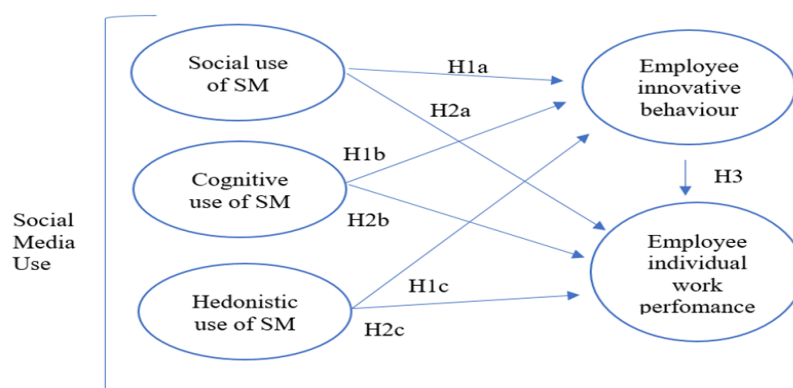 Social use
of SM
H1a
Employee
innovative
behaviour
H2a
H1b
Cognitive
use of SM
H3
Social
Media
Use
H2b
Employee
individual
work
perfomance
Hedonistic
use of SM
H1c
H2c